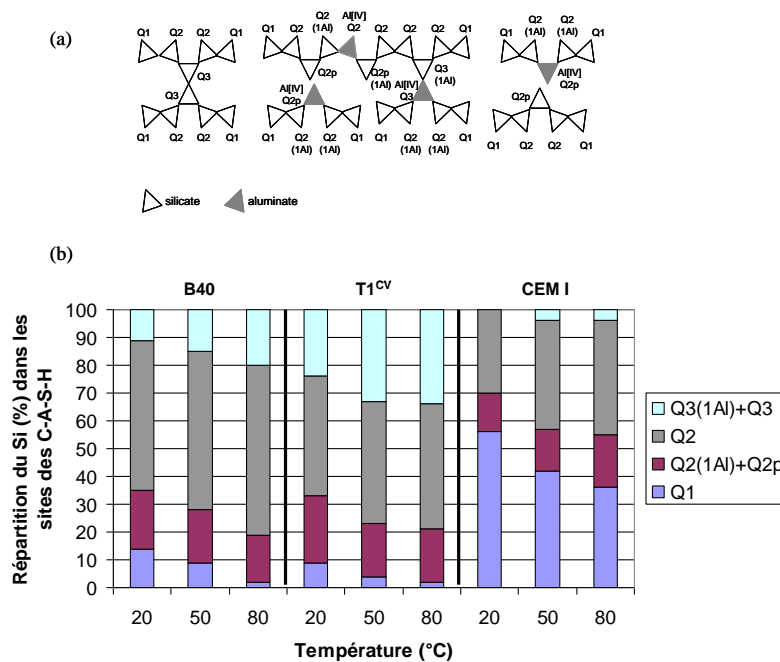 (a)
Q1 Q2 Q2 Q1
Q3
Q3
Q1 Q2 Q2 Q1
Q2 Q2 Q2 (1Al) Al[IV] Q2 Q2 (1Al) Q2 Q2 Q1
Q2p
Q2p (1Al)
Q3 (1Al)
Al[IV] Q2p
Al[IV] Q3
Q1 Q2 (1Al) Q2 (1Al) Q1 Q2 (1Al) Q2 (1Al) Q1
Q1 Q2 (1Al) Q2 (1Al) Q1
Al[IV] Q2p
Q2p
Q1 Q2 Q2 Q1
silicate
aluminate
(b)
B40 T1CV CEM I
Répartition du Si (%) dans les
sites des C-A-S-H
100
90
80
70
60
50
40
30
20
10
0
20 50 80 20 50 80 20 50 80
Température (°C)
Q3(1Al)+Q3
Q2
Q2(1Al)+Q2p
Q1